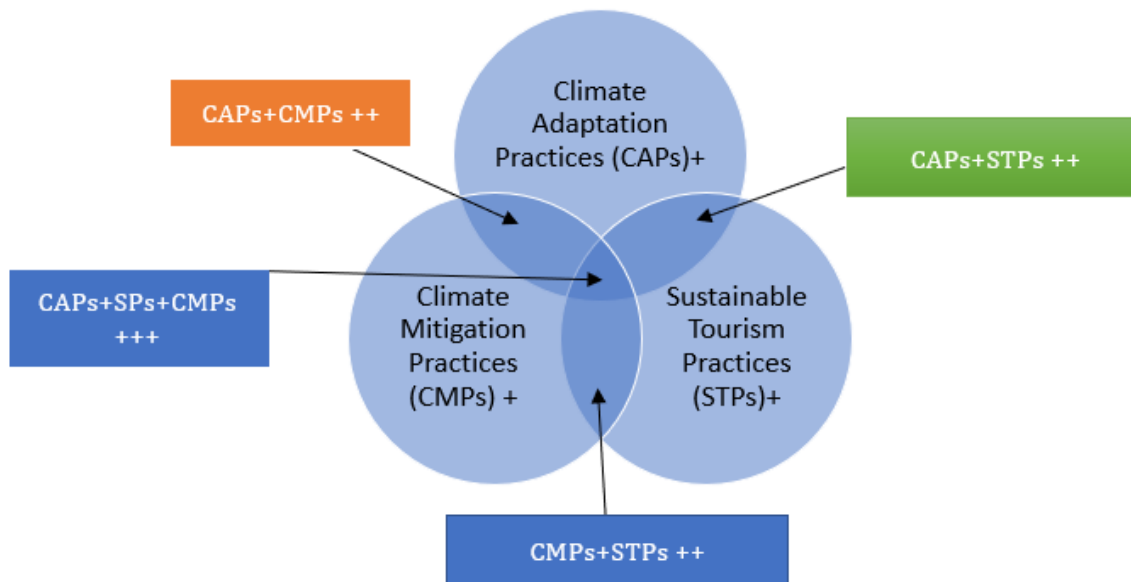 Climate
Adaptation
Practices (CAPs)+
CAPs+CMPs ++
CAPs+STPs ++
CAPs+SPs+CMPs
+++
Climate
Mitigation
Practices
(CMPs) +
Sustainable
Tourism
Practices
(STPs)+
CMPs+STPs ++